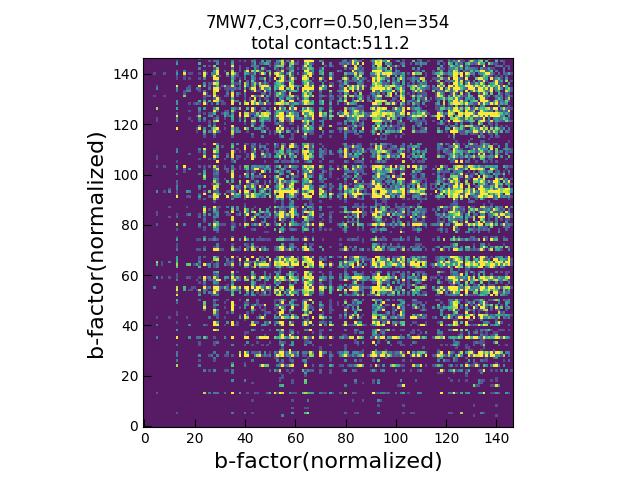 7MW7,C3,corr=0.50,len=354
total contact:511.2
b-factor(normalized)
140
120
100
80
60
40
20
0
0 20 40 60 80 100 120 140
b-factor(normalized)